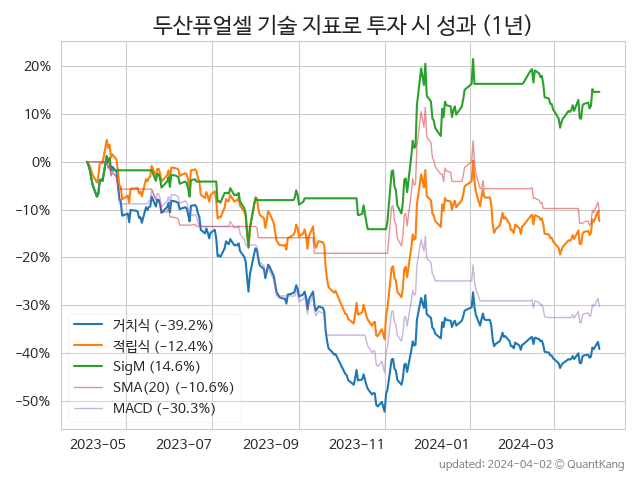 두산퓨얼셀 기술 지표로 투자 시 성과 (1년)
20%
10%
0%
−10%
−20%
−30%
−40%
−50%
거치식 (−39.2%)
적립식 (−12.4%)
SigM (14.6%)
SMA(20) (−10.6%)
MACD (−30.3%)
2023-05
2023-07
2023-09
2023-11
2024-01
2024-03
updated: 2024-04-02 © QuantKang